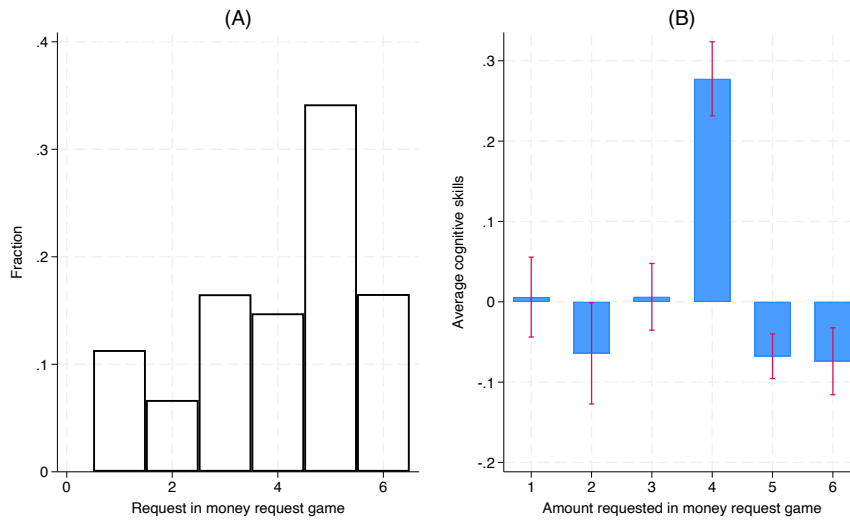 (A)
.4
.3
.2
.1
0
Fraction
0 2 4 6
Request in money request game
(B)
.3
.2
.1
0
-.1
-.2
Average cognitive skills
1 2 3 4 5 6
Amount requested in money request game